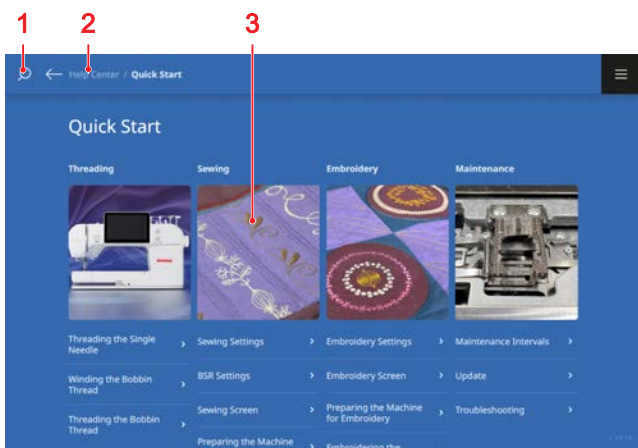 1 2 3
Help Center / Quick Start
Quick Start
Threading Sewing Embroidery Maintenance
Threading the Single
Needle
Sewing Settings
Embroidery Settings
Maintenance Intervals
Winding the Bobbin
Thread
BSR Settings
Embroidery Screen
Update
Threading the Bobbin
Thread
Sewing Screen
Preparing the Machine
for Embroidery
Troubleshooting
Preparing the Machine
Embroidering the